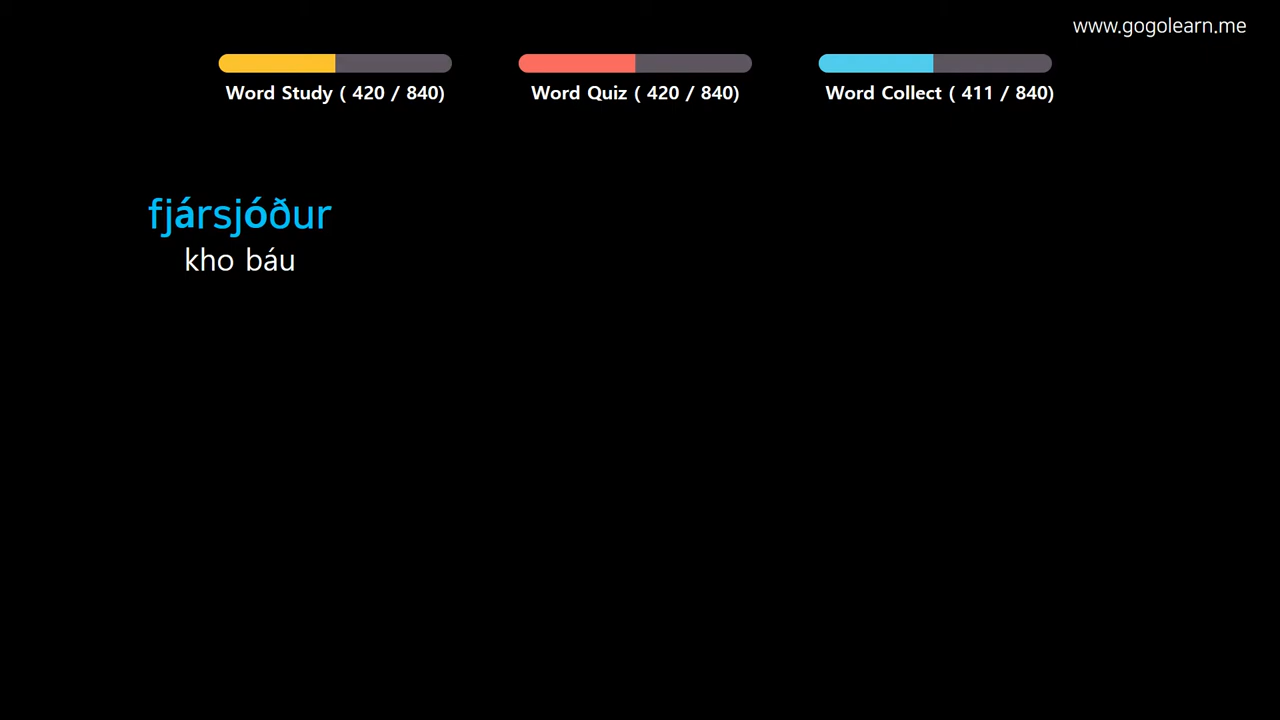 www.gogolearn.me
Word Study ( 420 / 840)
Word Quiz ( 420 / 840)
Word Collect ( 411 / 840)
fjársjóður
kho báu